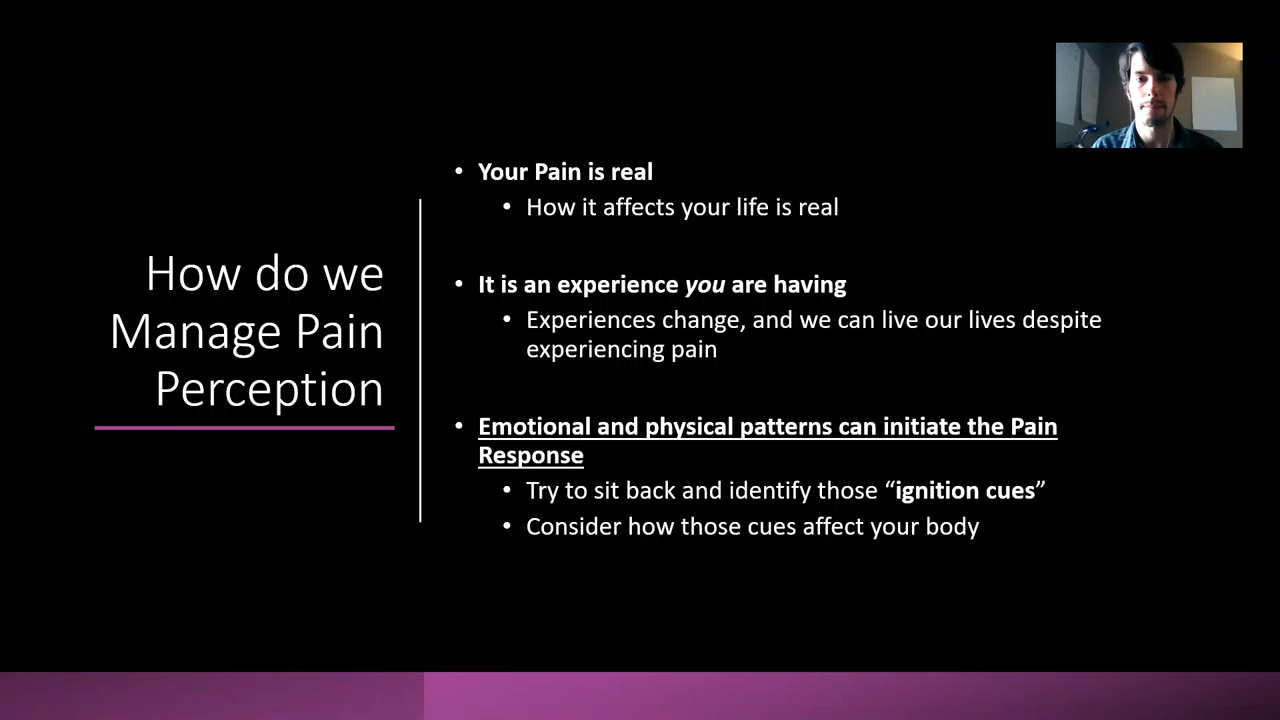 How do we
Manage Pain
Perception
• Your Pain is real
• How it affects your life is real
• It is an experience you are having
• Experiences change, and we can live our lives despite
experiencing pain
• Emotional and physical patterns can initiate the Pain
Response
• Try to sit back and identify those “ignition cues”
• Consider how those cues affect your body